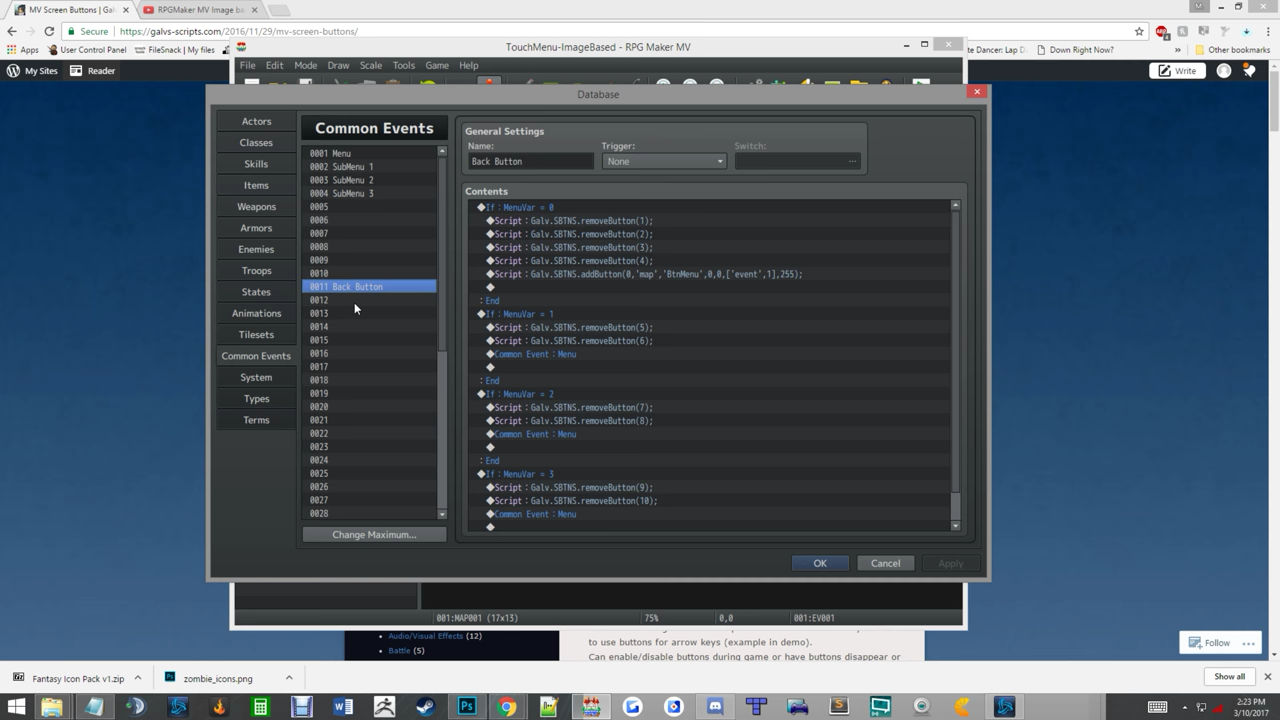 MV Screen Buttons | Galv
RPGMaker MV Image ba
Secure
https://galvs-scripts.com/2016/11/29/mv-screen-buttons/
Apps
User Control Panel
FileSnack | My files
e Dancer: Lap D
Down Right Now?
Other bookmarks
TouchMenu-ImageBased - RPG Maker MV
My Sites
Reader
Write
File Edit Mode Draw Scale Tools Game Help
Database
Actors
Classes
Skills
Items
Weapons
Armors
Enemies
Troops
States
Animations
Tilesets
Common Events
System
Types
Terms
Common Events
0001 Menu
0002 SubMenu 1
0003 SubMenu 2
0004 SubMenu 3
0005
0006
0007
0008
0009
0010
0011 Back Button
0012
0013
0014
0015
0016
0017
0018
0019
0020
0021
0022
0023
0024
0025
0026
0027
0028
Change Maximum...
General Settings
Name:
Trigger:
Switch:
Back Button
None
...
Contents
◆If：MenuVar = 0
◆Script：Galv.SBTNS.removeButton(1);
◆Script：Galv.SBTNS.removeButton(2);
◆Script：Galv.SBTNS.removeButton(3);
◆Script：Galv.SBTNS.removeButton(4);
◆Script：Galv.SBTNS.addButton(0,'map','BtnMenu',0,0,['event',1],255);
◆
：End
◆If：MenuVar = 1
◆Script：Galv.SBTNS.removeButton(5);
◆Script：Galv.SBTNS.removeButton(6);
◆Common Event：Menu
◆
：End
◆If：MenuVar = 2
◆Script：Galv.SBTNS.removeButton(7);
◆Script：Galv.SBTNS.removeButton(8);
◆Common Event：Menu
◆
：End
◆If：MenuVar = 3
◆Script：Galv.SBTNS.removeButton(9);
◆Script：Galv.SBTNS.removeButton(10);
◆Common Event：Menu
◆
OK
Cancel
Apply
001:MAP001 (17x13)
75%
0,0
001:EV001
Audio/Visual Effects (12)
Battle (5)
to use buttons for arrow keys (example in demo).
Can enable/disable buttons during game or have buttons disappear or
Follow
Fantasy Icon Pack v1.zip
zombie_icons.png
Show all
2:23 PM
3/10/2017